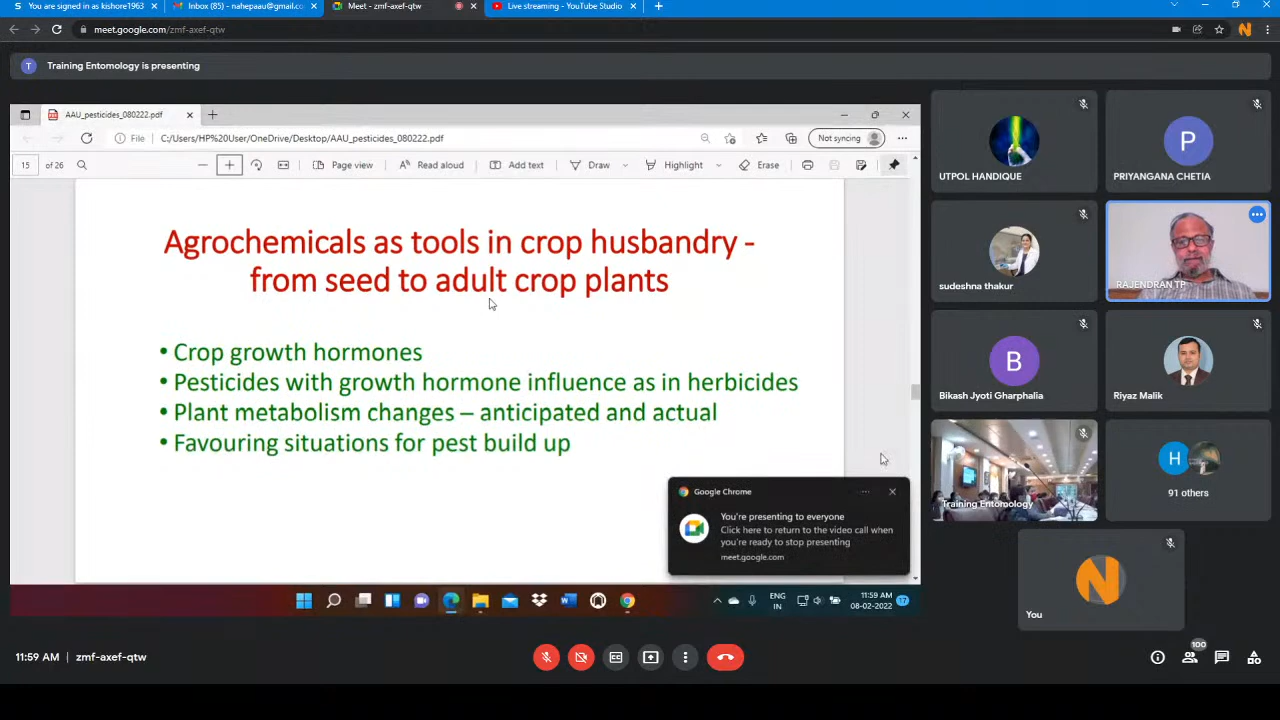 You are signed in as kishore1963
Inbox (85) - nahepaau@gmail.co
Meet - zmf-axef-qtw
Live streaming - YouTube Studio
meet.google.com/zmf-axef-qtw
T Training Entomology is presenting
AAU_pesticides_080222.pdf
File C:/Users/HP%20User/OneDrive/Desktop/AAU_pesticides_080222.pdf
Not syncing
15 of 26
Page view
Read aloud
Add text
Draw
Highlight
Erase
Agrochemicals as tools in crop husbandry -
from seed to adult crop plants
• Crop growth hormones
• Pesticides with growth hormone influence as in herbicides
• Plant metabolism changes – anticipated and actual
• Favouring situations for pest build up
Google Chrome
You're presenting to everyone
Click here to return to the video call when
you're ready to stop presenting
meet.google.com
ENG
IN
11:59 AM
08-02-2022
17
UTPOL HANDIQUE
P
PRIYANGANA CHETIA
sudeshna thakur
RAJENDRAN TP
B
Bikash Jyoti Gharphalia
Riyaz Malik
Training Entomology
H
91 others
N
You
11:59 AM | zmf-axef-qtw
100